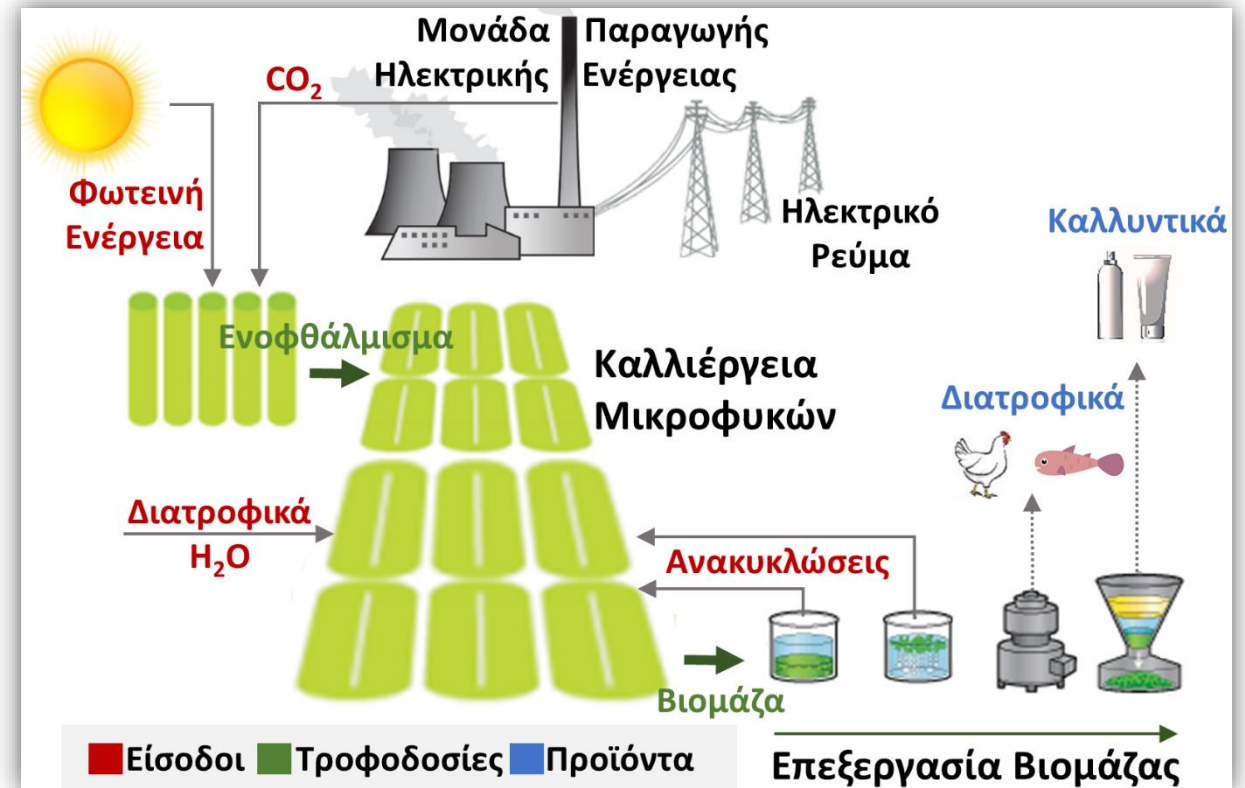 Μονάδα Παραγωγής
Ηλεκτρικής Ενέργειας
CO₂
Φωτεινή
Ενέργεια
Ηλεκτρικό
Ρεύμα
Καλλυντικά
Ενοφθάλμισμα
Καλλιέργεια
Μικροφυκών
Διατροφικά
Διατροφικά
H₂O
Ανακυκλώσεις
Βιομάζα
Είσοδοι Τροφοδοσίες Προϊόντα
Επεξεργασία Βιομάζας